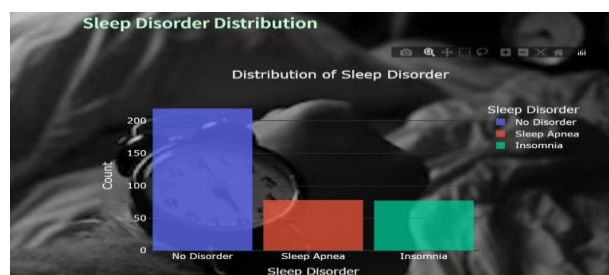 Sleep Disorder Distribution
Distribution of Sleep Disorder
Sleep Disorder
No Disorder
Sleep Apnea
Insomnia
200
150
100
50
0
Count
No Disorder Sleep Apnea Insomnia
Sleep Disorder